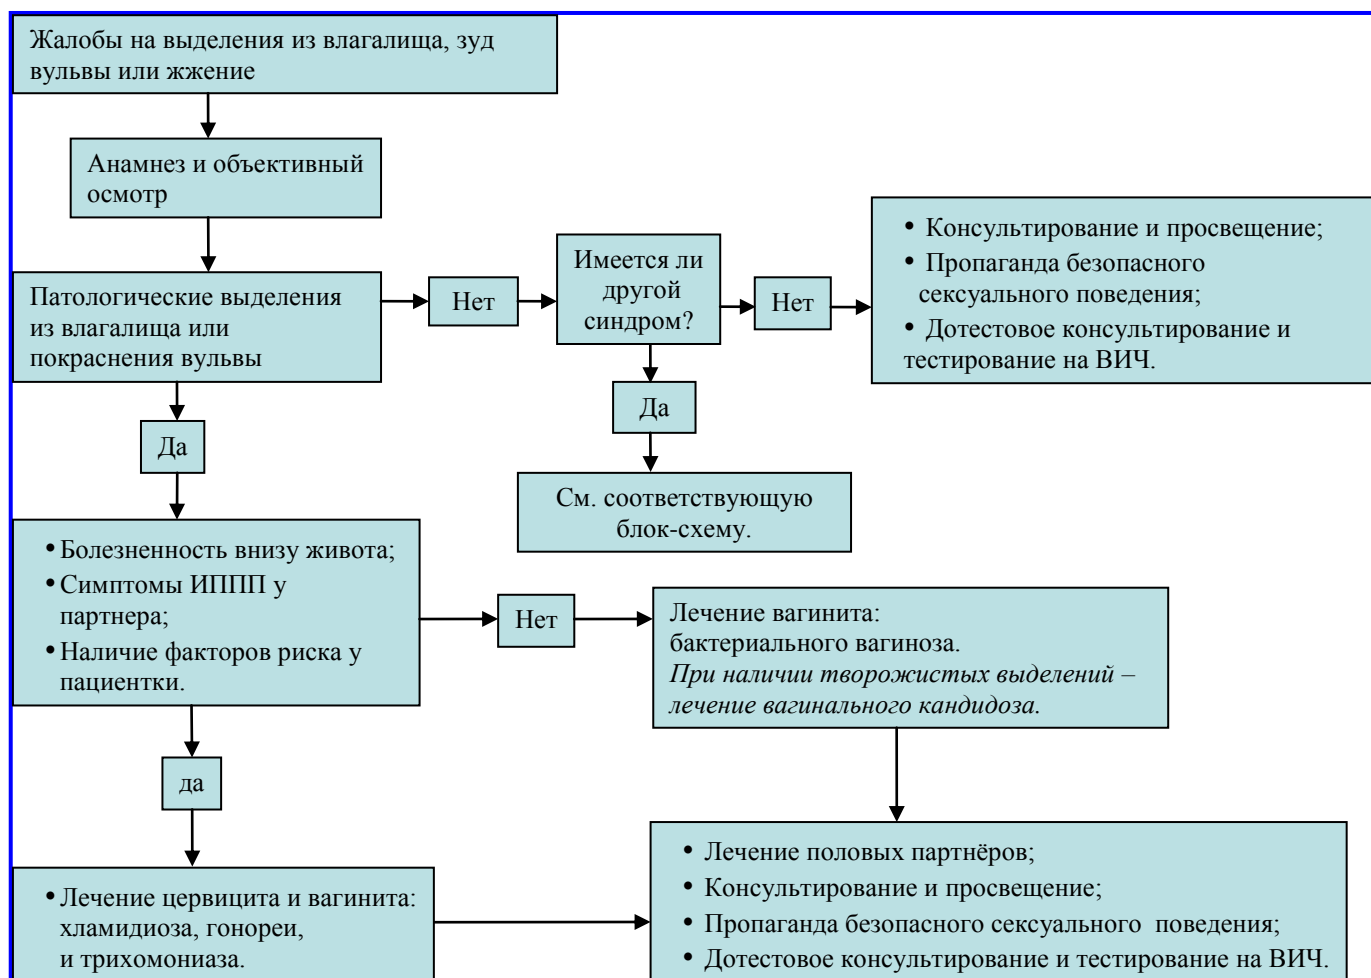 Жалобы на выделения из влагалища, зуд
вульвы или жжение
Анамнез и объективный
осмотр
Патологические выделения
из влагалища или
покраснения вульвы
Нет
Имеется ли
другой
синдром?
Нет
• Консультирование и просвещение;
• Пропаганда безопасного
сексуального поведения;
• Дотестовое консультирование и
тестирование на ВИЧ.
Да
Да
См. соответствующую
блок-схему.
• Болезненность внизу живота;
• Симптомы ИППП у
партнера;
• Наличие факторов риска у
пациентки.
Нет
Лечение вагинита:
бактериального вагиноза.
При наличии творожистых выделений –
лечение вагинального кандидоза.
да
• Лечение цервицита и вагинита:
хламидиоза, гонореи,
и трихомониаза.
• Лечение половых партнёров;
• Консультирование и просвещение;
• Пропаганда безопасного сексуального поведения;
• Дотестовое консультирование и тестирование на ВИЧ.